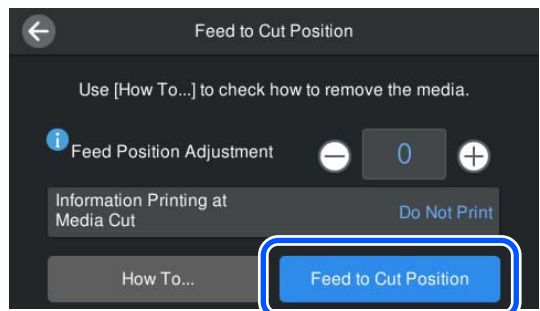 Feed to Cut Position
Use [How To...] to check how to remove the media.
i
Feed Position Adjustment
0
Information Printing at
Media Cut
Do Not Print
How To...
Feed to Cut Position